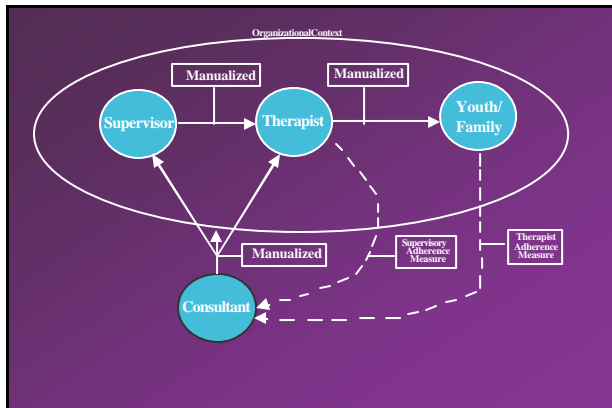 OrganizationalContext
Manualized
Manualized
Supervisor
Therapist
Youth/
Family
Supervisory
Adherence
Measure
Therapist
Adherence
Measure
Manualized
Consultant